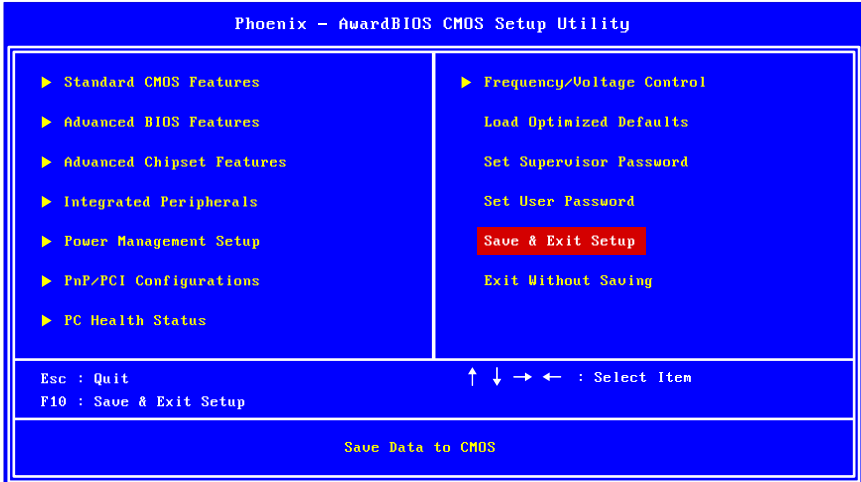 Phoenix – AwardBIOS CMOS Setup Utility
Standard CMOS Features
Advanced BIOS Features
Advanced Chipset Features
Integrated Peripherals
Power Management Setup
PnP/PCI Configurations
PC Health Status
Frequency/Voltage Control
Load Optimized Defaults
Set Supervisor Password
Set User Password
Save & Exit Setup
Exit Without Saving
Esc : Quit
F10 : Save & Exit Setup
↑ ↓ → ← : Select Item
Save Data to CMOS